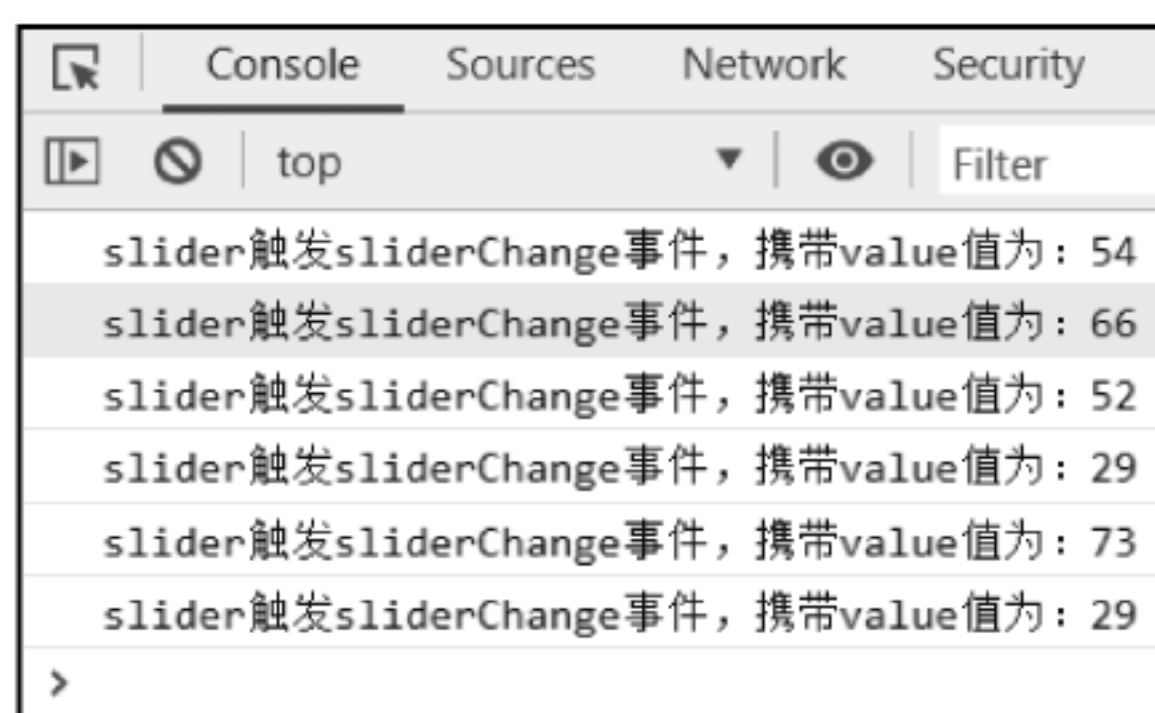 Console Sources Network Security
top Filter
slider触发sliderChange事件，携带value值为：54
slider触发sliderChange事件，携带value值为：66
slider触发sliderChange事件，携带value值为：52
slider触发sliderChange事件，携带value值为：29
slider触发sliderChange事件，携带value值为：73
slider触发sliderChange事件，携带value值为：29